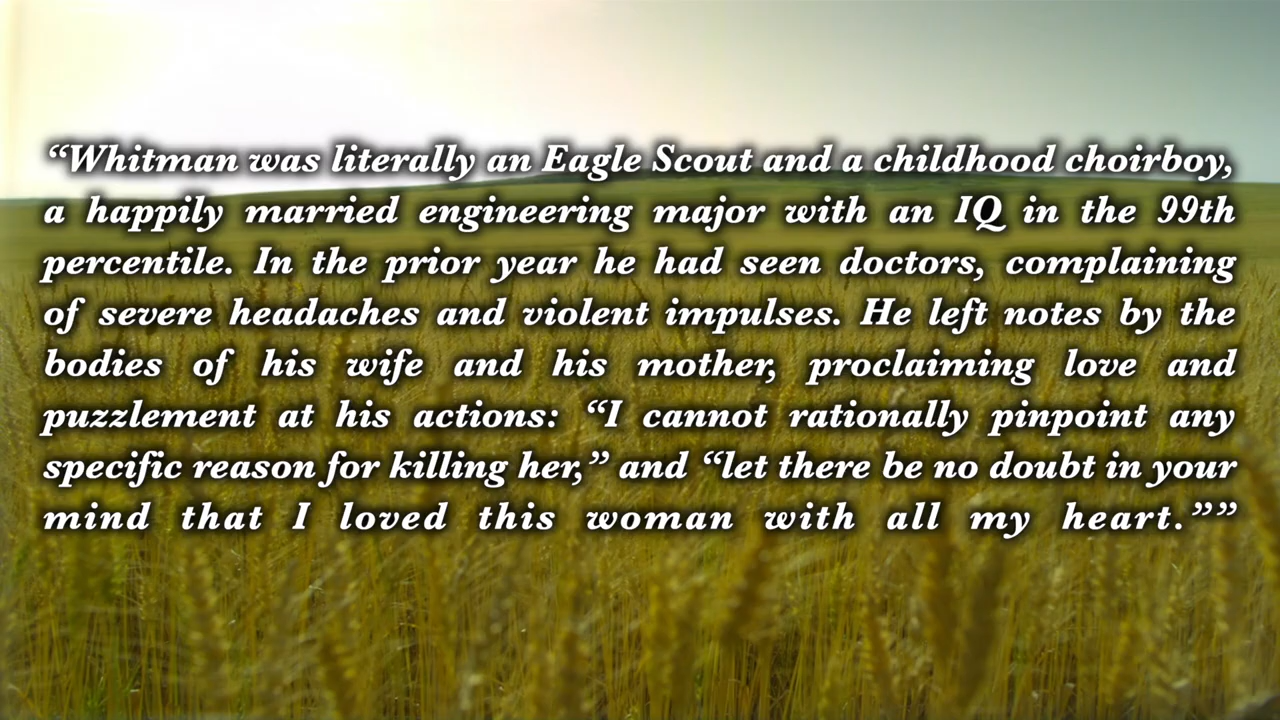 “Whitman was literally an Eagle Scout and a childhood choirboy,
a happily married engineering major with an IQ in the 99th
percentile. In the prior year he had seen doctors, complaining
of severe headaches and violent impulses. He left notes by the
bodies of his wife and his mother, proclaiming love and
puzzlement at his actions: “I cannot rationally pinpoint any
specific reason for killing her,” and “let there be no doubt in your
mind that I loved this woman with all my heart.””